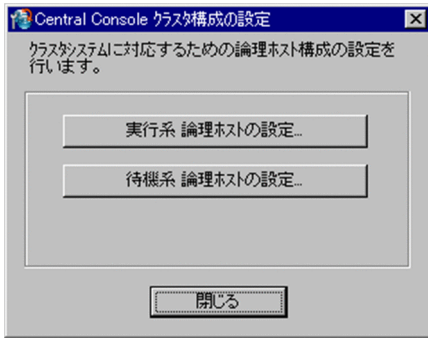 Central Console クラスタ構成の設定
クラスタシステムに対応するための論理ホスト構成の設定を
行います。
実行系 論理ホストの設定...
待機系 論理ホストの設定...
閉じる